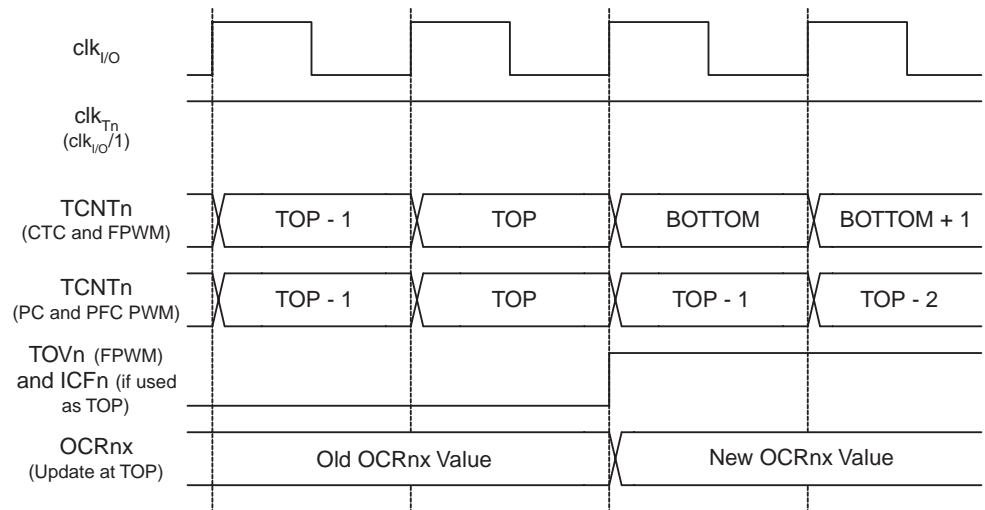 clkI/O
clkTn
(clkI/O/1)
TCNTn
(CTC and FPWM)
TOP - 1
TOP
BOTTOM
BOTTOM + 1
TCNTn
(PC and PFC PWM)
TOP - 1
TOP
TOP - 1
TOP - 2
TOVn (FPWM)
and ICFn (if used
as TOP)
OCRnx
(Update at TOP)
Old OCRnx Value
New OCRnx Value